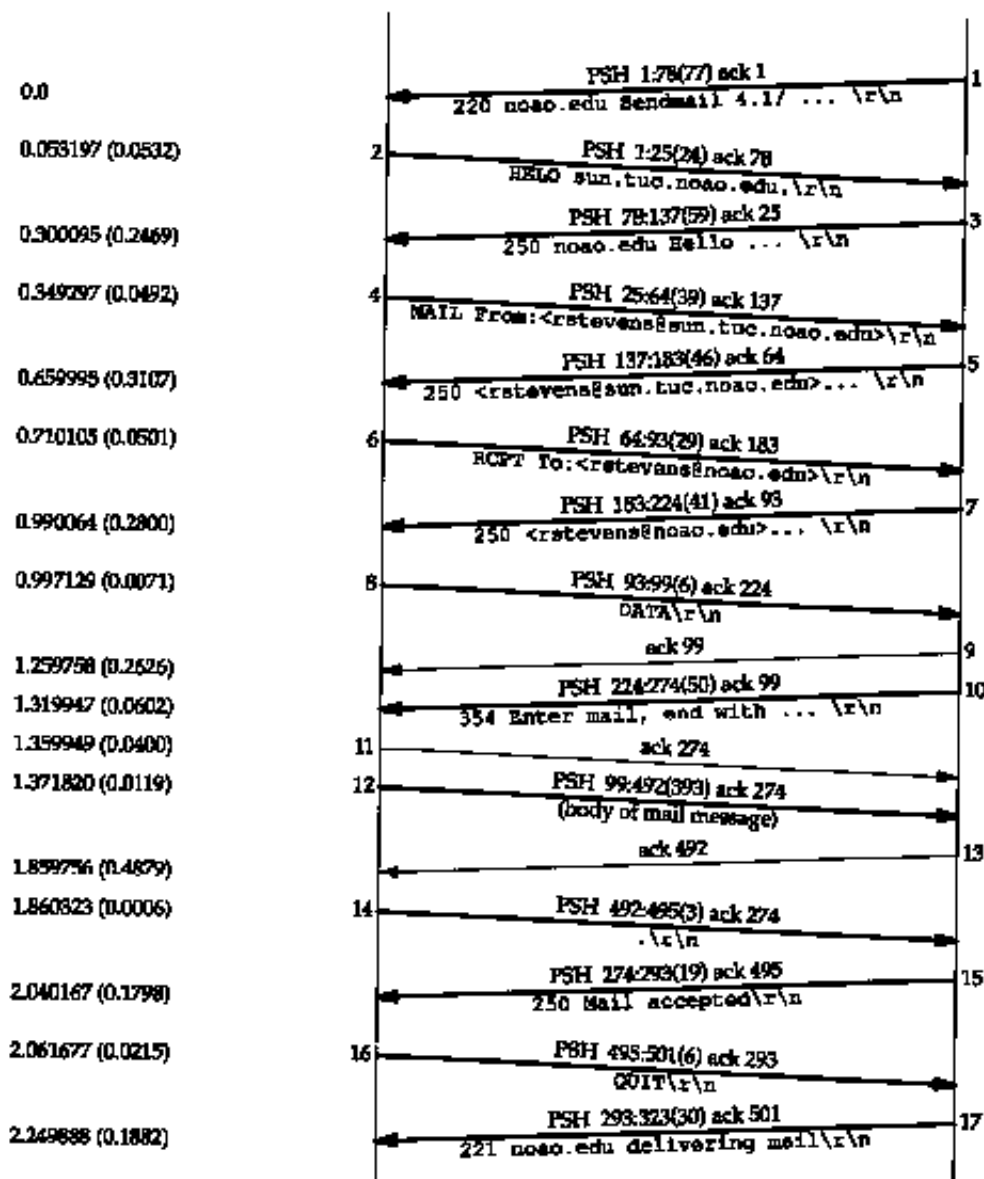 PSH 1:78(77) ack 1 1
0.0
220 noao.edu Sendmail 4.1/ ... \r\n
0.053197 (0.0532) 2 PSH 1:25(24) ack 78
HELO sun.tuc.noao.edu.\r\n
PSH 78:137(59) ack 25 3
0.300095 (0.2469)
250 noao.edu Hello ... \r\n
0.349297 (0.0492) 4 PSH 25:64(39) ack 137
MAIL From:<rstevens@sun.tuc.noao.edu>\r\n
PSH 137:183(46) ack 64 5
0.659995 (0.3107)
250 <rstevens@sun.tuc.noao.edu>... \r\n
0.710105 (0.0501) 6 PSH 64:93(29) ack 183
RCPT To:<rstevens@noao.edu>\r\n
PSH 183:224(41) ack 93 7
0.990064 (0.2800)
250 <rstevens@noao.edu>... \r\n
0.997129 (0.0071) 8 PSH 93:99(6) ack 224
DATA\r\n
ack 99 9
1.259758 (0.2626)
PSH 224:274(50) ack 99 10
1.319947 (0.0602)
354 Enter mail, end with ... \r\n
1.359949 (0.0400) 11 ack 274
1.371820 (0.0119) 12 PSH 99:492(393) ack 274
(body of mail message)
ack 492 13
1.859756 (0.4879)
1.860323 (0.0006) 14 PSH 492:495(3) ack 274
.\r\n
PSH 274:293(19) ack 495 15
2.040167 (0.1798)
250 Mail accepted\r\n
2.061677 (0.0215) 16 PSH 495:501(6) ack 293
QUIT\r\n
PSH 293:323(30) ack 501 17
2.249888 (0.1882)
221 noao.edu delivering mail\r\n